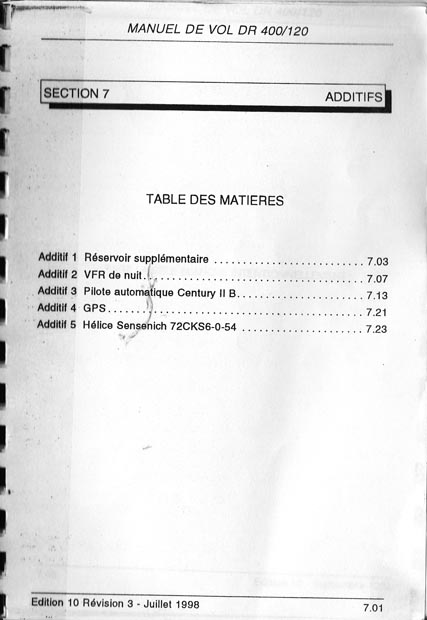 MANUEL DE VOL DR 400/120
SECTION 7 ADDITIFS
TABLE DES MATIERES
Additif 1 Réservoir supplémentaire ......................... 7.03
Additif 2 VFR de nuit..................................... 7.07
Additif 3 Pilote automatique Century II B..................... 7.13
Additif 4 GPS........................................... 7.21
Additif 5 Hélice Sensenich 72CKS6-0-54 .................... 7.23
Edition 10 Révision 3 - Juillet 1998 7.01